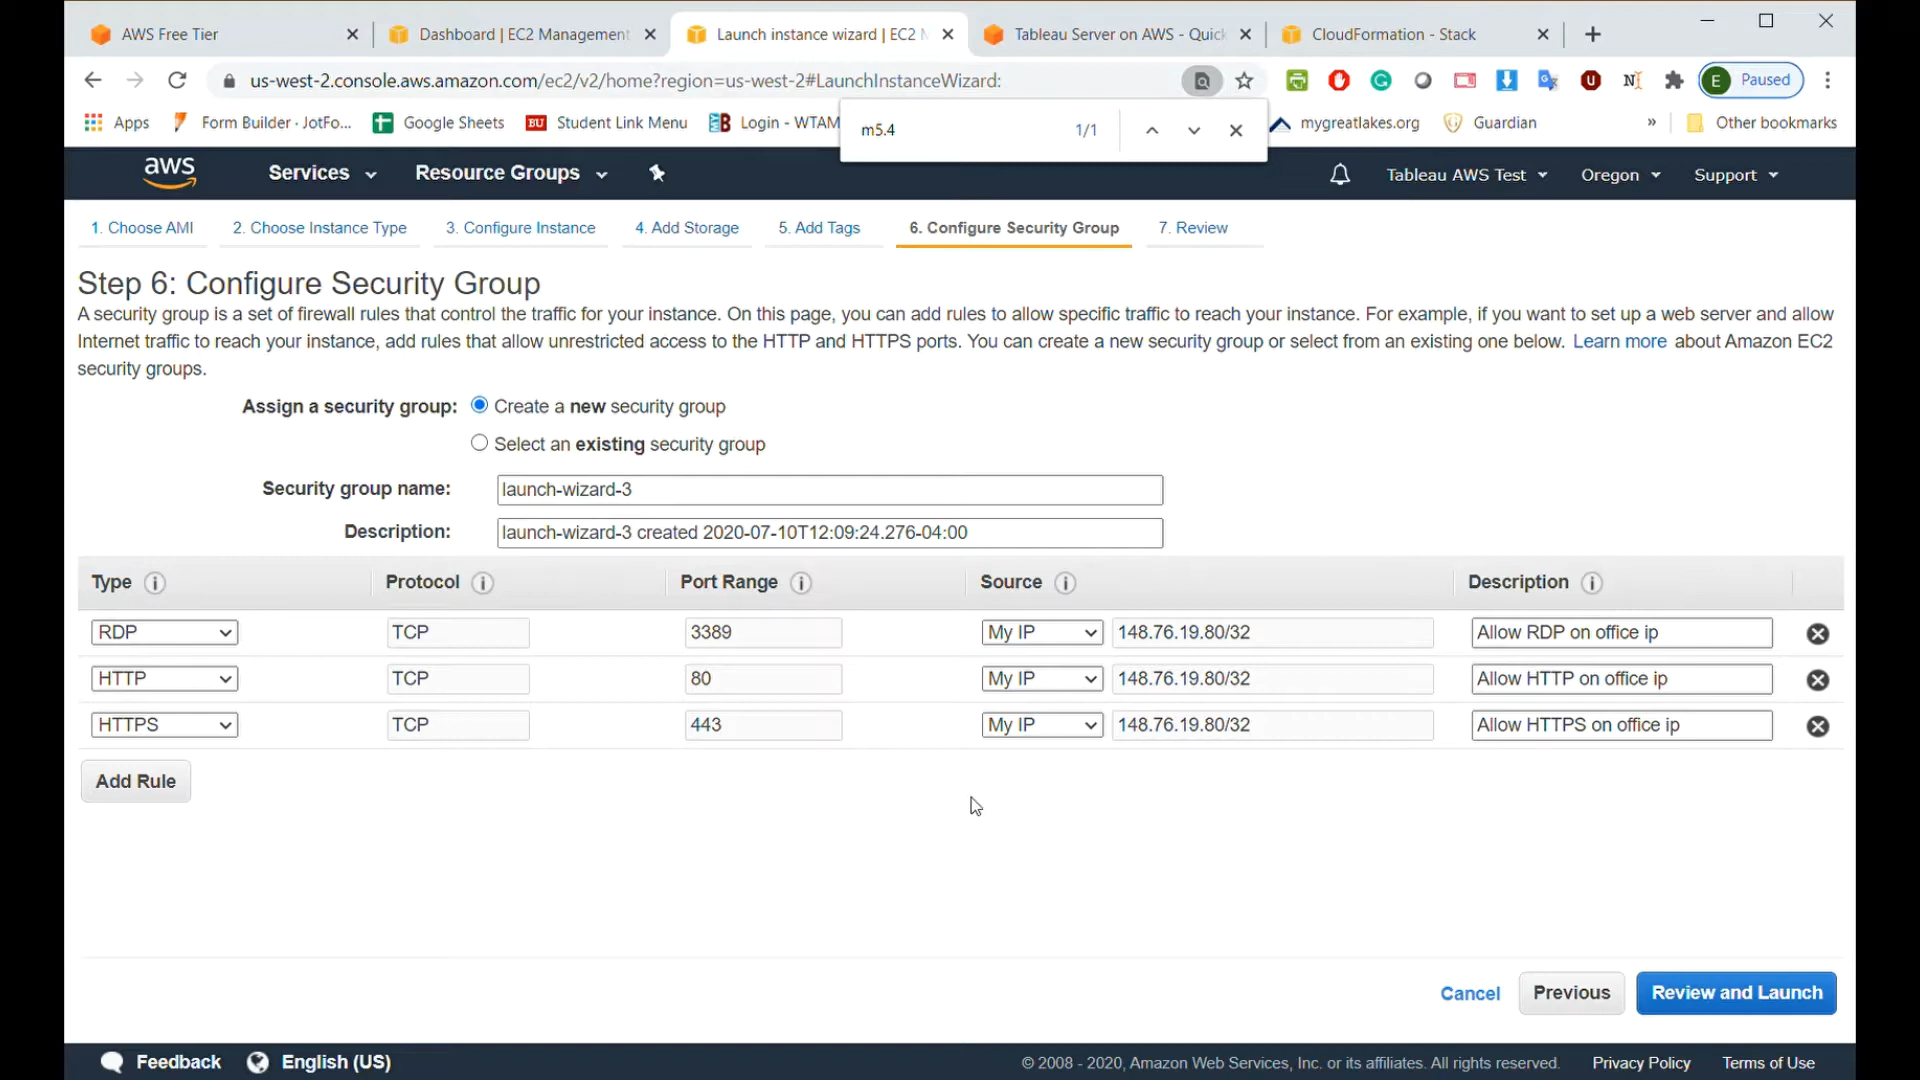 AWS Free Tier
Dashboard | EC2 Management
Launch instance wizard | EC2 M
Tableau Server on AWS - Quick
CloudFormation - Stack
us-west-2.console.aws.amazon.com/ec2/v2/home?region=us-west-2#LaunchInstanceWizard:
E Paused
Apps
Form Builder · JotFo...
Google Sheets
BU Student Link Menu
Login - WTAM
m5.4 1/1
mygreatlakes.org
Guardian
»
Other bookmarks
aws Services Resource Groups Tableau AWS Test Oregon Support
1. Choose AMI 2. Choose Instance Type 3. Configure Instance 4. Add Storage 5. Add Tags 6. Configure Security Group 7. Review
Step 6: Configure Security Group
A security group is a set of firewall rules that control the traffic for your instance. On this page, you can add rules to allow specific traffic to reach your instance. For example, if you want to set up a web server and allow
Internet traffic to reach your instance, add rules that allow unrestricted access to the HTTP and HTTPS ports. You can create a new security group or select from an existing one below. Learn more about Amazon EC2
security groups.
Assign a security group: Create a new security group
Select an existing security group
Security group name: launch-wizard-3
Description: launch-wizard-3 created 2020-07-10T12:09:24.276-04:00
Type i Protocol i Port Range i Source i Description i
RDP TCP 3389 My IP 148.76.19.80/32 Allow RDP on office ip
HTTP TCP 80 My IP 148.76.19.80/32 Allow HTTP on office ip
HTTPS TCP 443 My IP 148.76.19.80/32 Allow HTTPS on office ip
Add Rule
Cancel Previous Review and Launch
Feedback English (US) © 2008 - 2020, Amazon Web Services, Inc. or its affiliates. All rights reserved. Privacy Policy Terms of Use